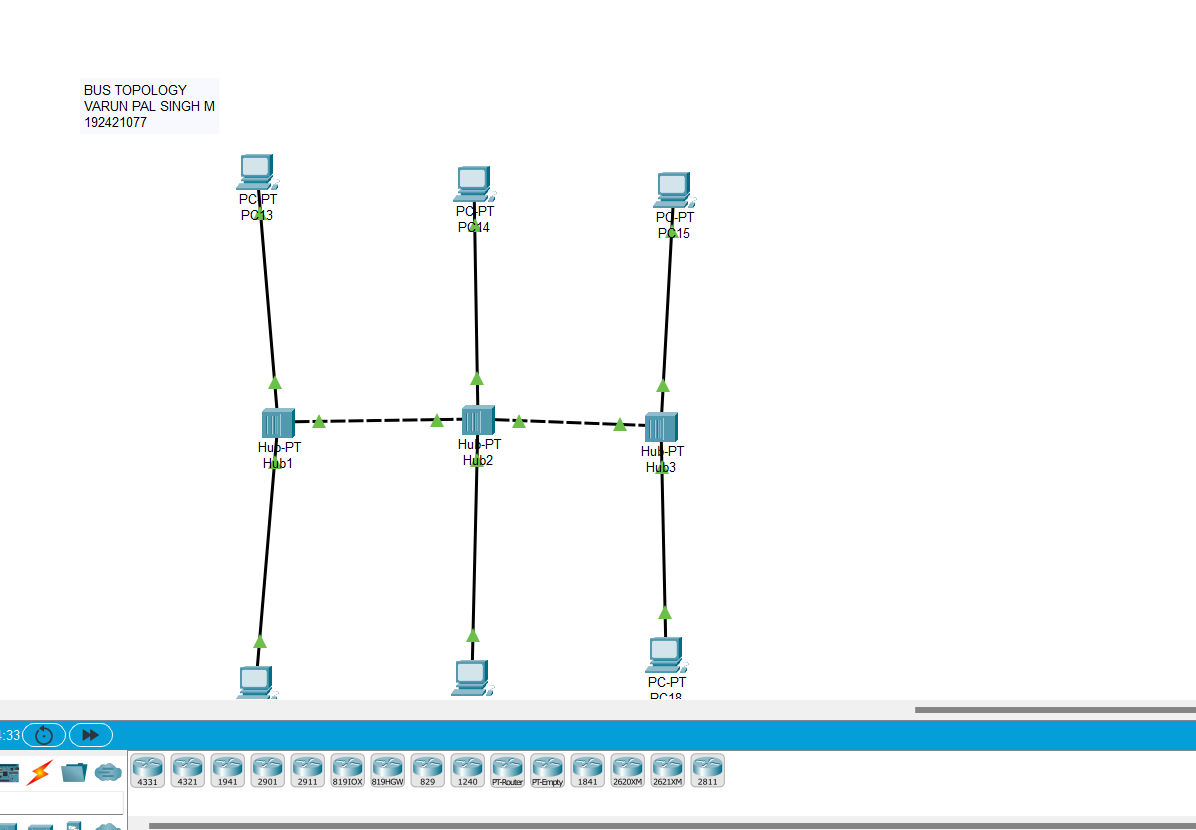 BUS TOPOLOGY
VARUN PAL SINGH M
192421077
PC-PT
PC13
PC-PT
PC14
PC-PT
PC15
Hub-PT
Hub1
Hub-PT
Hub2
Hub-PT
Hub3
PC-PT
PC18
:33
4331
4321
1941
2901
2911
819IOX
819HGW
829
1240
PT-Router
PT-Empty
1841
2620XM
2621XM
2811